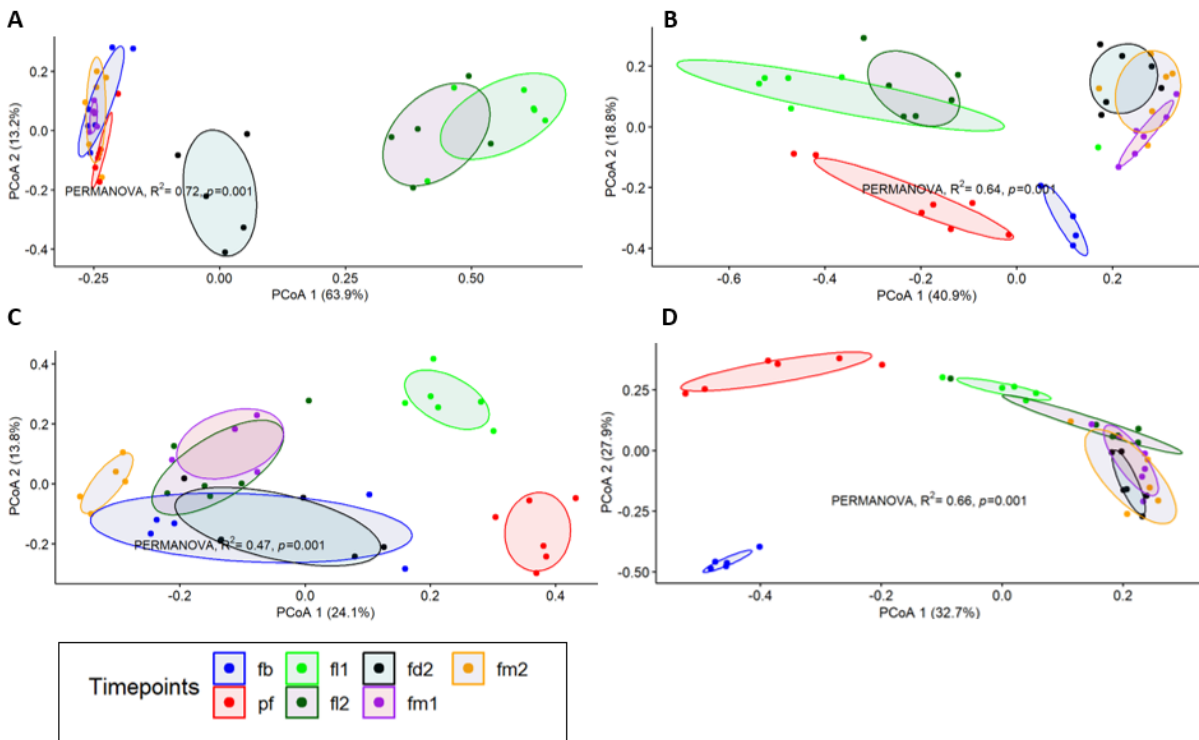 A
0.2
0.0
-0.2
-0.4
PCoA 2 (13.2%)
PERMANOVA, R²= 0.72, p=0.001
-0.25
0.00
0.25
0.50
PCoA 1 (63.9%)
B
0.2
0.0
-0.2
-0.4
PCoA 2 (18.8%)
PERMANOVA, R²= 0.64, p=0.001
-0.6
-0.4
-0.2
0.0
0.2
PCoA 1 (40.9%)
C
0.4
0.2
0.0
-0.2
PCoA 2 (13.8%)
PERMANOVA, R²= 0.47, p=0.001
-0.2
0.0
0.2
0.4
PCoA 1 (24.1%)
D
0.25
0.00
-0.25
-0.50
PCoA 2 (27.9%)
PERMANOVA, R²= 0.66, p=0.001
-0.4
-0.2
0.0
0.2
PCoA 1 (32.7%)
Timepoints
fb
fl1
fd2
fm2
pf
fl2
fm1